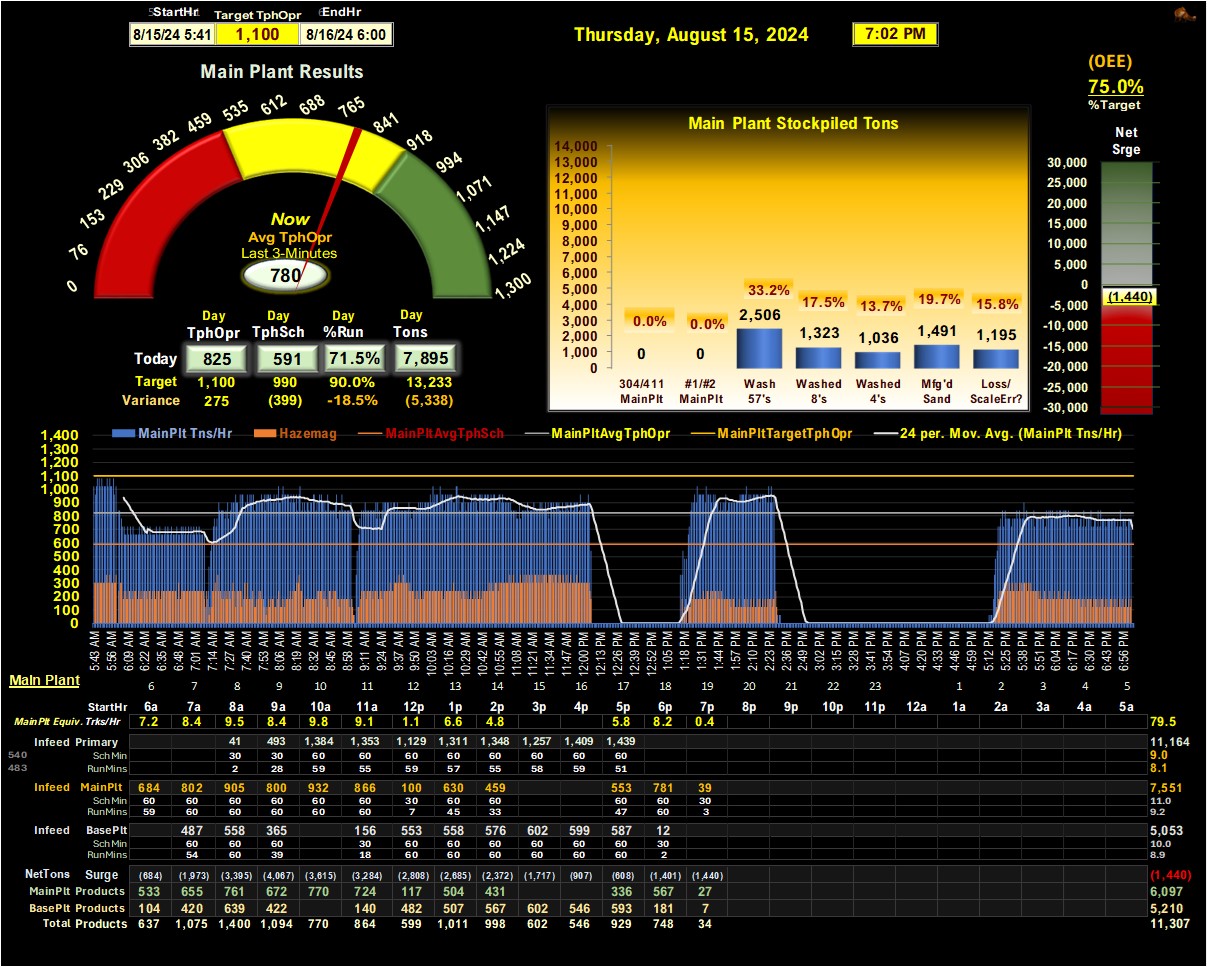 StartHr Target TphOpr EndHr
8/15/24 5:41 1,100 8/16/24 6:00
Thursday, August 15, 2024 7:02 PM
(OEE)
75.0%
%Target
Net
Srge
30,000
25,000
20,000
15,000
10,000
5,000
0
(1,440)
-5,000
-10,000
-15,000
-20,000
-25,000
-30,000
Main Plant Results
0 76 153 229 306 382 459 535 612 688 765 841 918 994 1,071 1,147 1,224 1,300
Now
Avg TphOpr
Last 3-Minutes
780
Day Day Day Day
TphOpr TphSch %Run Tons
Today 825 591 71.5% 7,895
Target 1,100 990 90.0% 13,233
Variance 275 (399) -18.5% (5,338)
Main Plant Stockpiled Tons
14,000
13,000
12,000
11,000
10,000
9,000
8,000
7,000
6,000
5,000
4,000
3,000
2,000
1,000
0
0.0% 0.0% 33.2% 17.5% 13.7% 19.7% 15.8%
0 0 2,506 1,323 1,036 1,491 1,195
304/411 #1/#2 Wash Washed Washed Mfg'd Loss/
MainPlt MainPlt 57's 8's 4's Sand ScaleErr?
MainPlt Tns/Hr Hazemag MainPltAvgTphSch MainPltAvgTphOpr MainPltTargetTphOpr 24 per. Mov. Avg. (MainPlt Tns/Hr)
1,400
1,300
1,200
1,100
1,000
900
800
700
600
500
400
300
200
100
0
5:43 AM 5:56 AM 6:09 AM 6:22 AM 6:35 AM 6:48 AM 7:01 AM 7:14 AM 7:27 AM 7:40 AM 7:53 AM 8:06 AM 8:19 AM 8:32 AM 8:45 AM 8:58 AM 9:11 AM 9:24 AM 9:37 AM 9:50 AM 10:03 AM 10:16 AM 10:29 AM 10:42 AM 10:55 AM 11:08 AM 11:21 AM 11:34 AM 11:47 AM 12:00 PM 12:13 PM 12:26 PM 12:39 PM 12:52 PM 1:05 PM 1:18 PM 1:31 PM 1:44 PM 1:57 PM 2:10 PM 2:23 PM 2:36 PM 2:49 PM 3:02 PM 3:15 PM 3:28 PM 3:41 PM 3:54 PM 4:07 PM 4:20 PM 4:33 PM 4:46 PM 4:59 PM 5:12 PM 5:25 PM 5:38 PM 5:51 PM 6:04 PM 6:17 PM 6:30 PM 6:43 PM 6:56 PM
Main Plant 6 7 8 9 10 11 12 13 14 15 16 17 18 19 20 21 22 23 1 2 3 4 5
StartHr 6a 7a 8a 9a 10a 11a 12p 1p 2p 3p 4p 5p 6p 7p 8p 9p 10p 11p 12a 1a 2a 3a 4a 5a
MainPlt Equiv. Trks/Hr 7.2 8.4 9.5 8.4 9.8 9.1 1.1 6.6 4.8 5.8 8.2 0.4 79.5
Infeed Primary 41 493 1,384 1,353 1,129 1,311 1,348 1,257 1,409 1,439 11,164
540 SchMin 30 30 60 60 60 60 60 60 60 60 9.0
483 RunMins 2 28 59 55 59 57 55 58 59 51 8.1
Infeed MainPlt 684 802 905 800 932 866 100 630 459 553 781 39 7,551
SchMin 60 60 60 60 60 60 30 60 60 60 60 30 11.0
RunMins 59 60 60 60 60 60 7 45 33 47 60 3 9.2
Infeed BasePlt 487 558 365 156 553 558 576 602 599 587 12 5,053
SchMin 60 60 60 30 60 60 60 60 60 60 30 10.0
RunMins 54 60 39 18 60 60 60 60 60 60 2 8.9
NetTons Surge (684) (1,973) (3,395) (4,067) (3,615) (3,284) (2,808) (2,685) (2,372) (1,717) (907) (608) (1,401) (1,440) (1,440)
MainPlt Products 533 655 761 672 770 724 117 504 431 336 567 27 6,097
BasePlt Products 104 420 639 422 140 482 507 567 602 546 593 181 7 5,210
Total Products 637 1,075 1,400 1,094 770 864 599 1,011 998 602 546 929 748 34 11,307